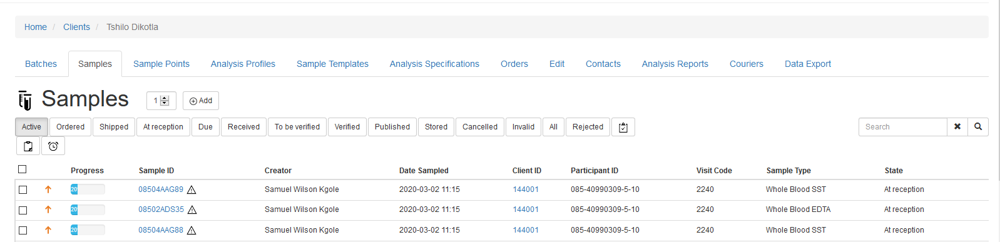 Home / Clients / Tshilo Dikotla
Batches Samples Sample Points Analysis Profiles Sample Templates Analysis Specifications Orders Edit Contacts Analysis Reports Couriers Data Export
Samples 1 Add
Active Ordered Shipped At reception Due Received To be verified Verified Published Stored Cancelled Invalid All Rejected Search
Progress Sample ID Creator Date Sampled Client ID Participant ID Visit Code Sample Type State
20 08504AAG89 Samuel Wilson Kgole 2020-03-02 11:15 144001 085-40990309-5-10 2240 Whole Blood SST At reception
20 08502ADS35 Samuel Wilson Kgole 2020-03-02 11:15 144001 085-40990309-5-10 2240 Whole Blood EDTA At reception
20 08504AAG88 Samuel Wilson Kgole 2020-03-02 11:15 144001 085-40990309-5-10 2240 Whole Blood SST At reception